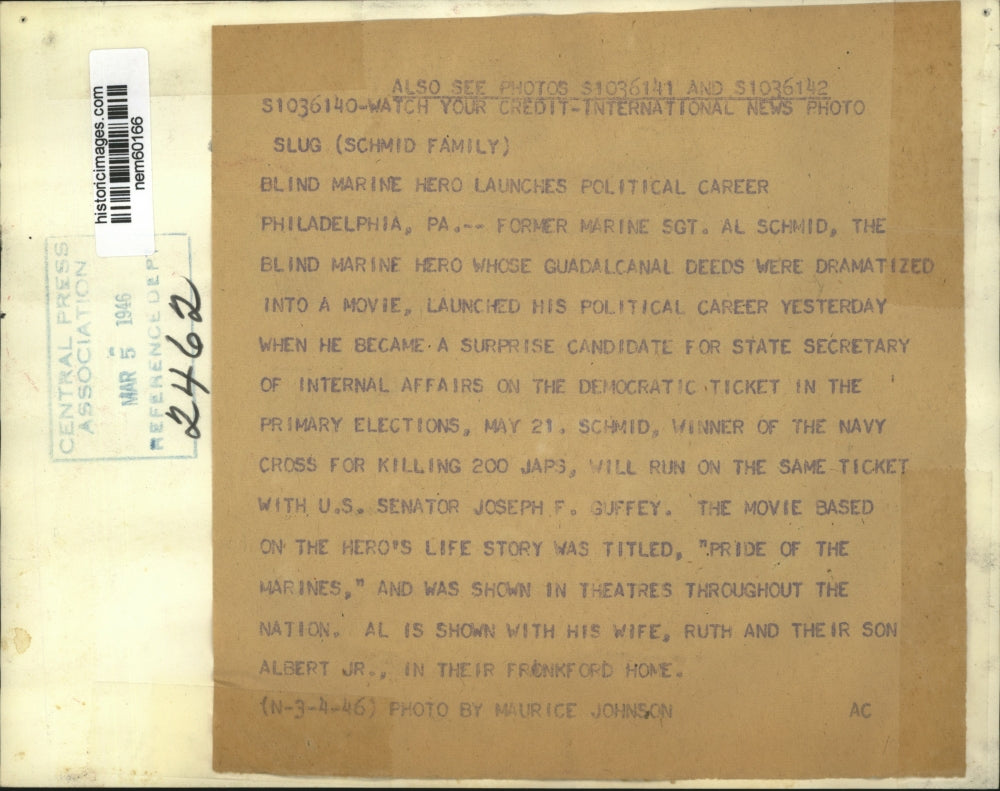 ALSO SEE PHOTOS S1036141 AND S1036142
S1036140-WATCH YOUR CREDIT-INTERNATIONAL NEWS PHOTO
SLUG (SCHMID FAMILY)
BLIND MARINE HERO LAUNCHES POLITICAL CAREER
PHILADELPHIA, PA.-- FORMER MARINE SGT. AL SCHMID, THE
BLIND MARINE HERO WHOSE GUADALCANAL DEEDS WERE DRAMATIZED
INTO A MOVIE, LAUNCHED HIS POLITICAL CAREER YESTERDAY
WHEN HE BECAME A SURPRISE CANDIDATE FOR STATE SECRETARY
OF INTERNAL AFFAIRS ON THE DEMOCRATIC TICKET IN THE
PRIMARY ELECTIONS, MAY 21. SCHMID, WINNER OF THE NAVY
CROSS FOR KILLING 200 JAPS, WILL RUN ON THE SAME TICKET
WITH U.S. SENATOR JOSEPH F. GUFFEY. THE MOVIE BASED
ON THE HERO'S LIFE STORY WAS TITLED, "PRIDE OF THE
MARINES," AND WAS SHOWN IN THEATRES THROUGHOUT THE
NATION. AL IS SHOWN WITH HIS WIFE, RUTH AND THEIR SON
ALBERT JR., IN THEIR FRONKFORD HOME.
(N-3-4-46) PHOTO BY MAURICE JOHNSON AC
historicimages.com
nem60166
CENTRAL PRESS
ASSOCIATION
MAR 5 1946
REFERENCE DEPT
2462